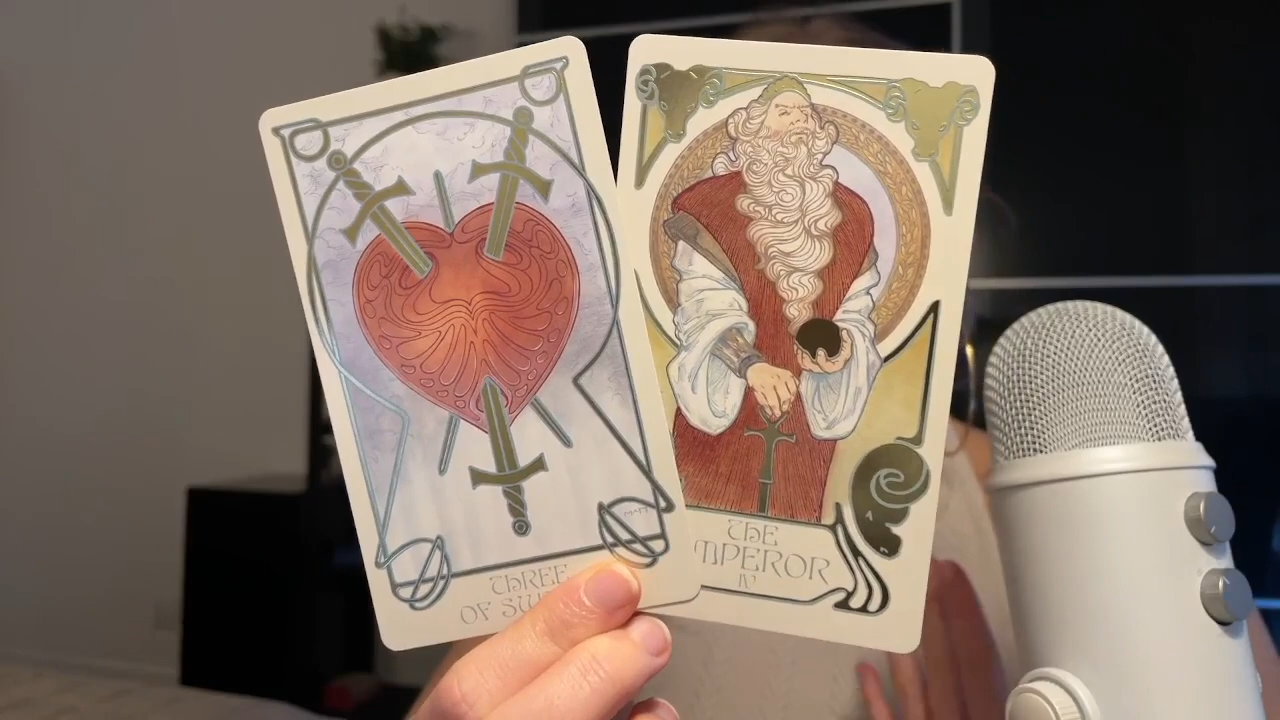 THREE
OF SW
THE
MPEROR
IV